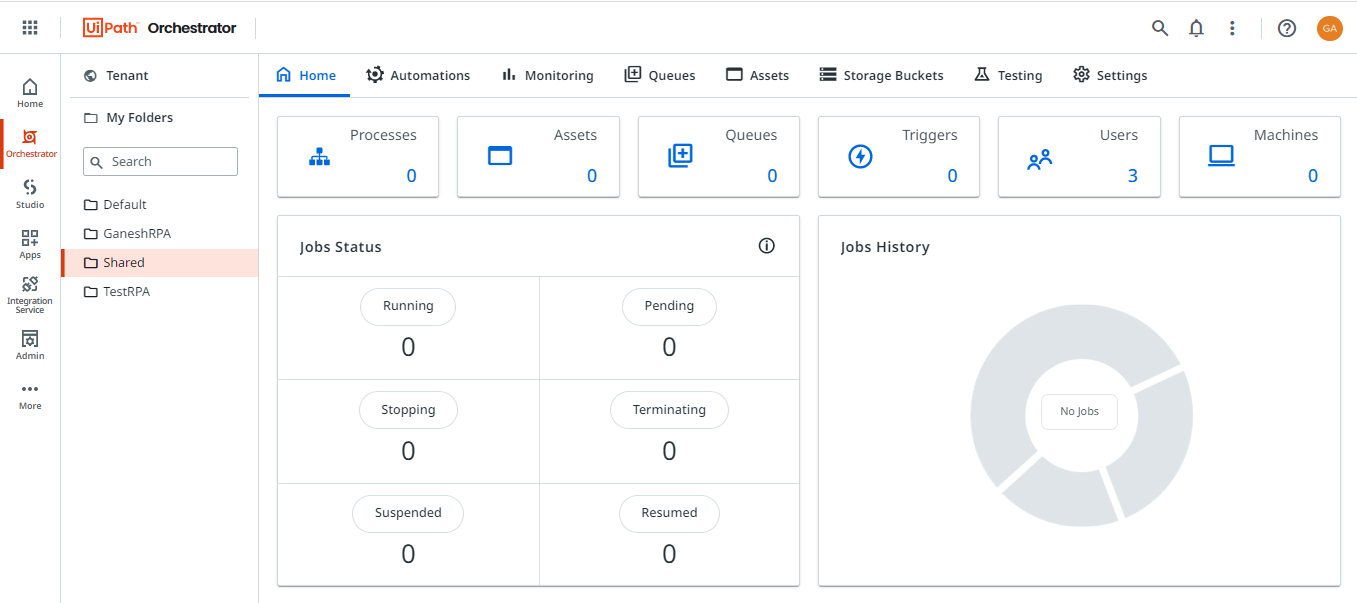 UiPath Orchestrator
GA
Home
Orchestrator
Studio
Apps
Integration
Service
Admin
More
Tenant
My Folders
Search
Default
GaneshRPA
Shared
TestRPA
Home Automations Monitoring Queues Assets Storage Buckets Testing Settings
Processes
0
Assets
0
Queues
0
Triggers
0
Users
3
Machines
0
Jobs Status
Running
0
Pending
0
Stopping
0
Terminating
0
Suspended
0
Resumed
0
Jobs History
No Jobs